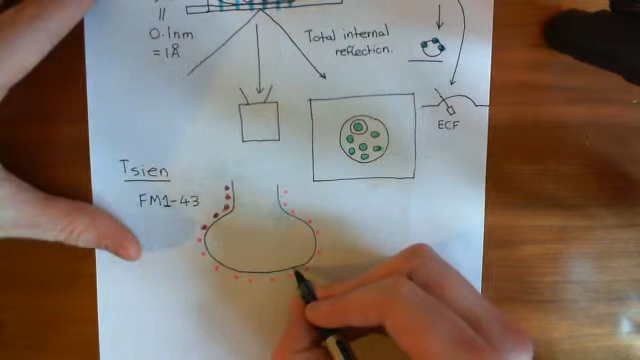 ||
0.1nm
= 1Å
Total internal
reflection.
ECF
Tsien
FM1-43